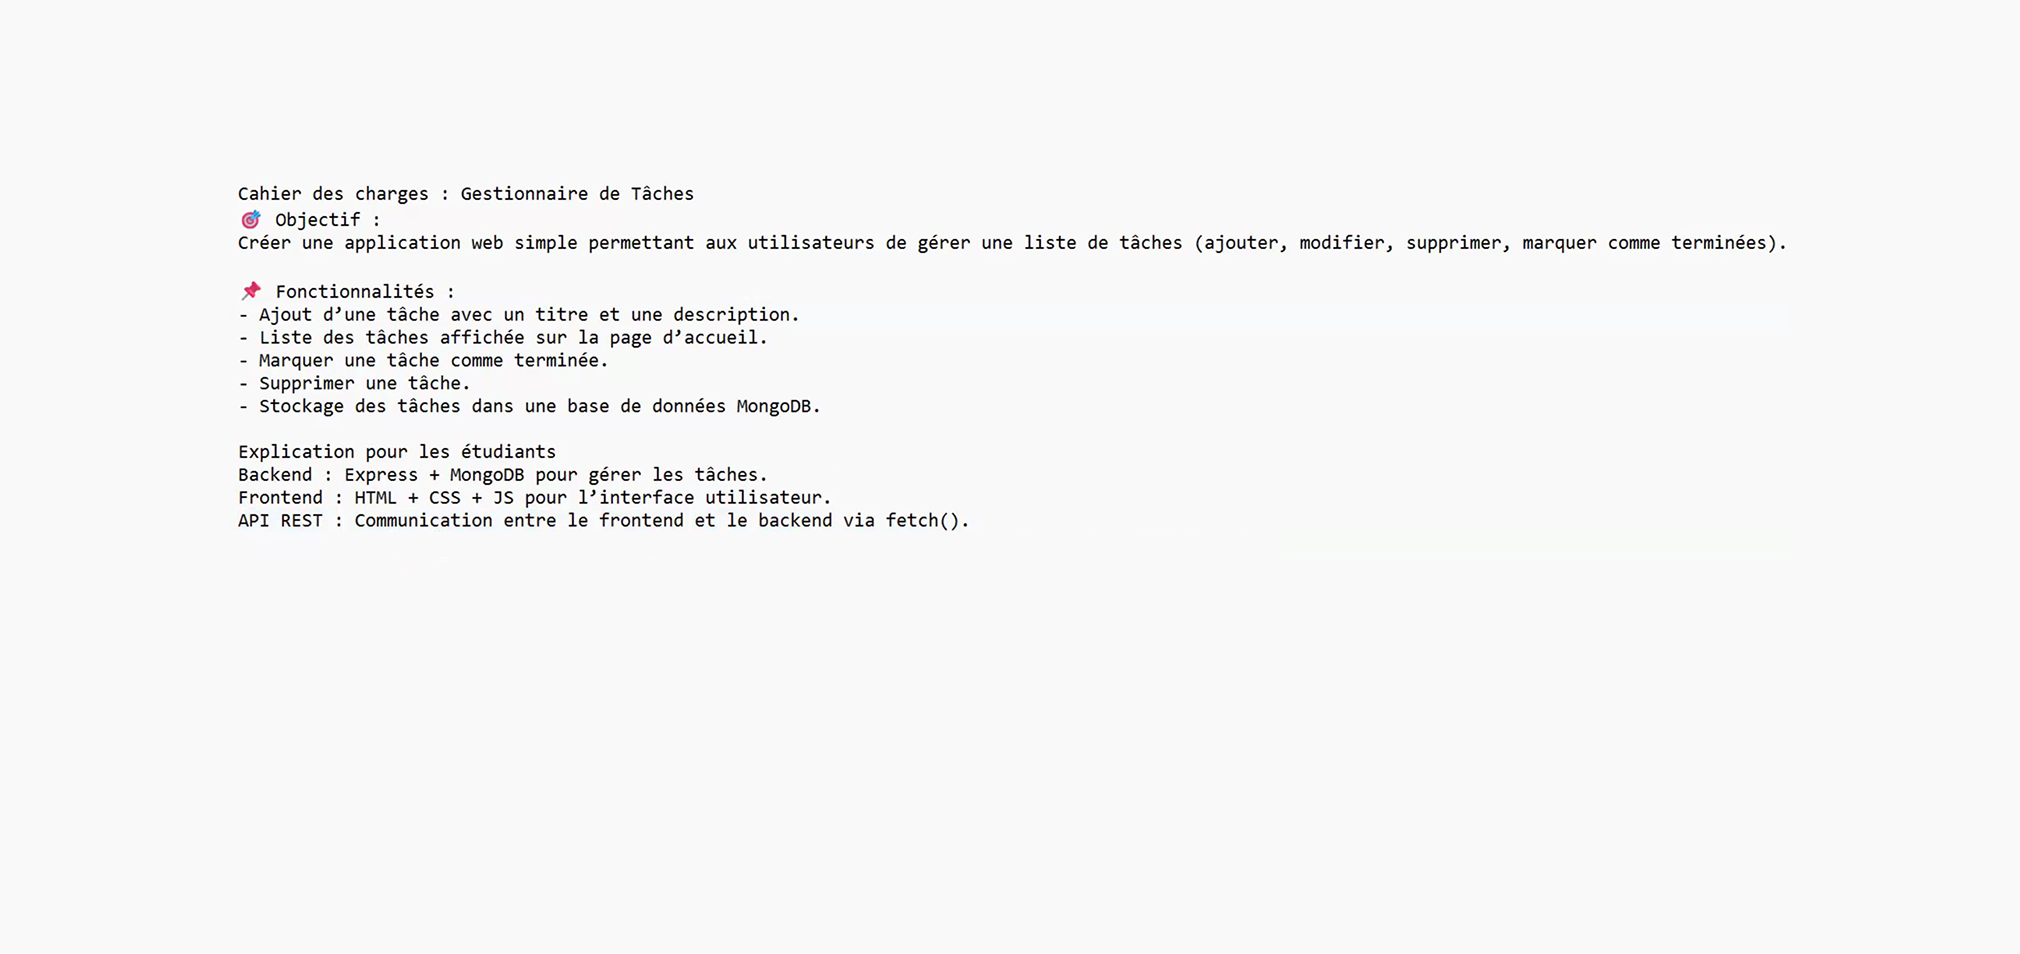 Cahier des charges : Gestionnaire de Tâches
🎯 Objectif :
Créer une application web simple permettant aux utilisateurs de gérer une liste de tâches (ajouter, modifier, supprimer, marquer comme terminées).
📌 Fonctionnalités :
- Ajout d’une tâche avec un titre et une description.
- Liste des tâches affichée sur la page d’accueil.
- Marquer une tâche comme terminée.
- Supprimer une tâche.
- Stockage des tâches dans une base de données MongoDB.
Explication pour les étudiants
Backend : Express + MongoDB pour gérer les tâches.
Frontend : HTML + CSS + JS pour l’interface utilisateur.
API REST : Communication entre le frontend et le backend via fetch().